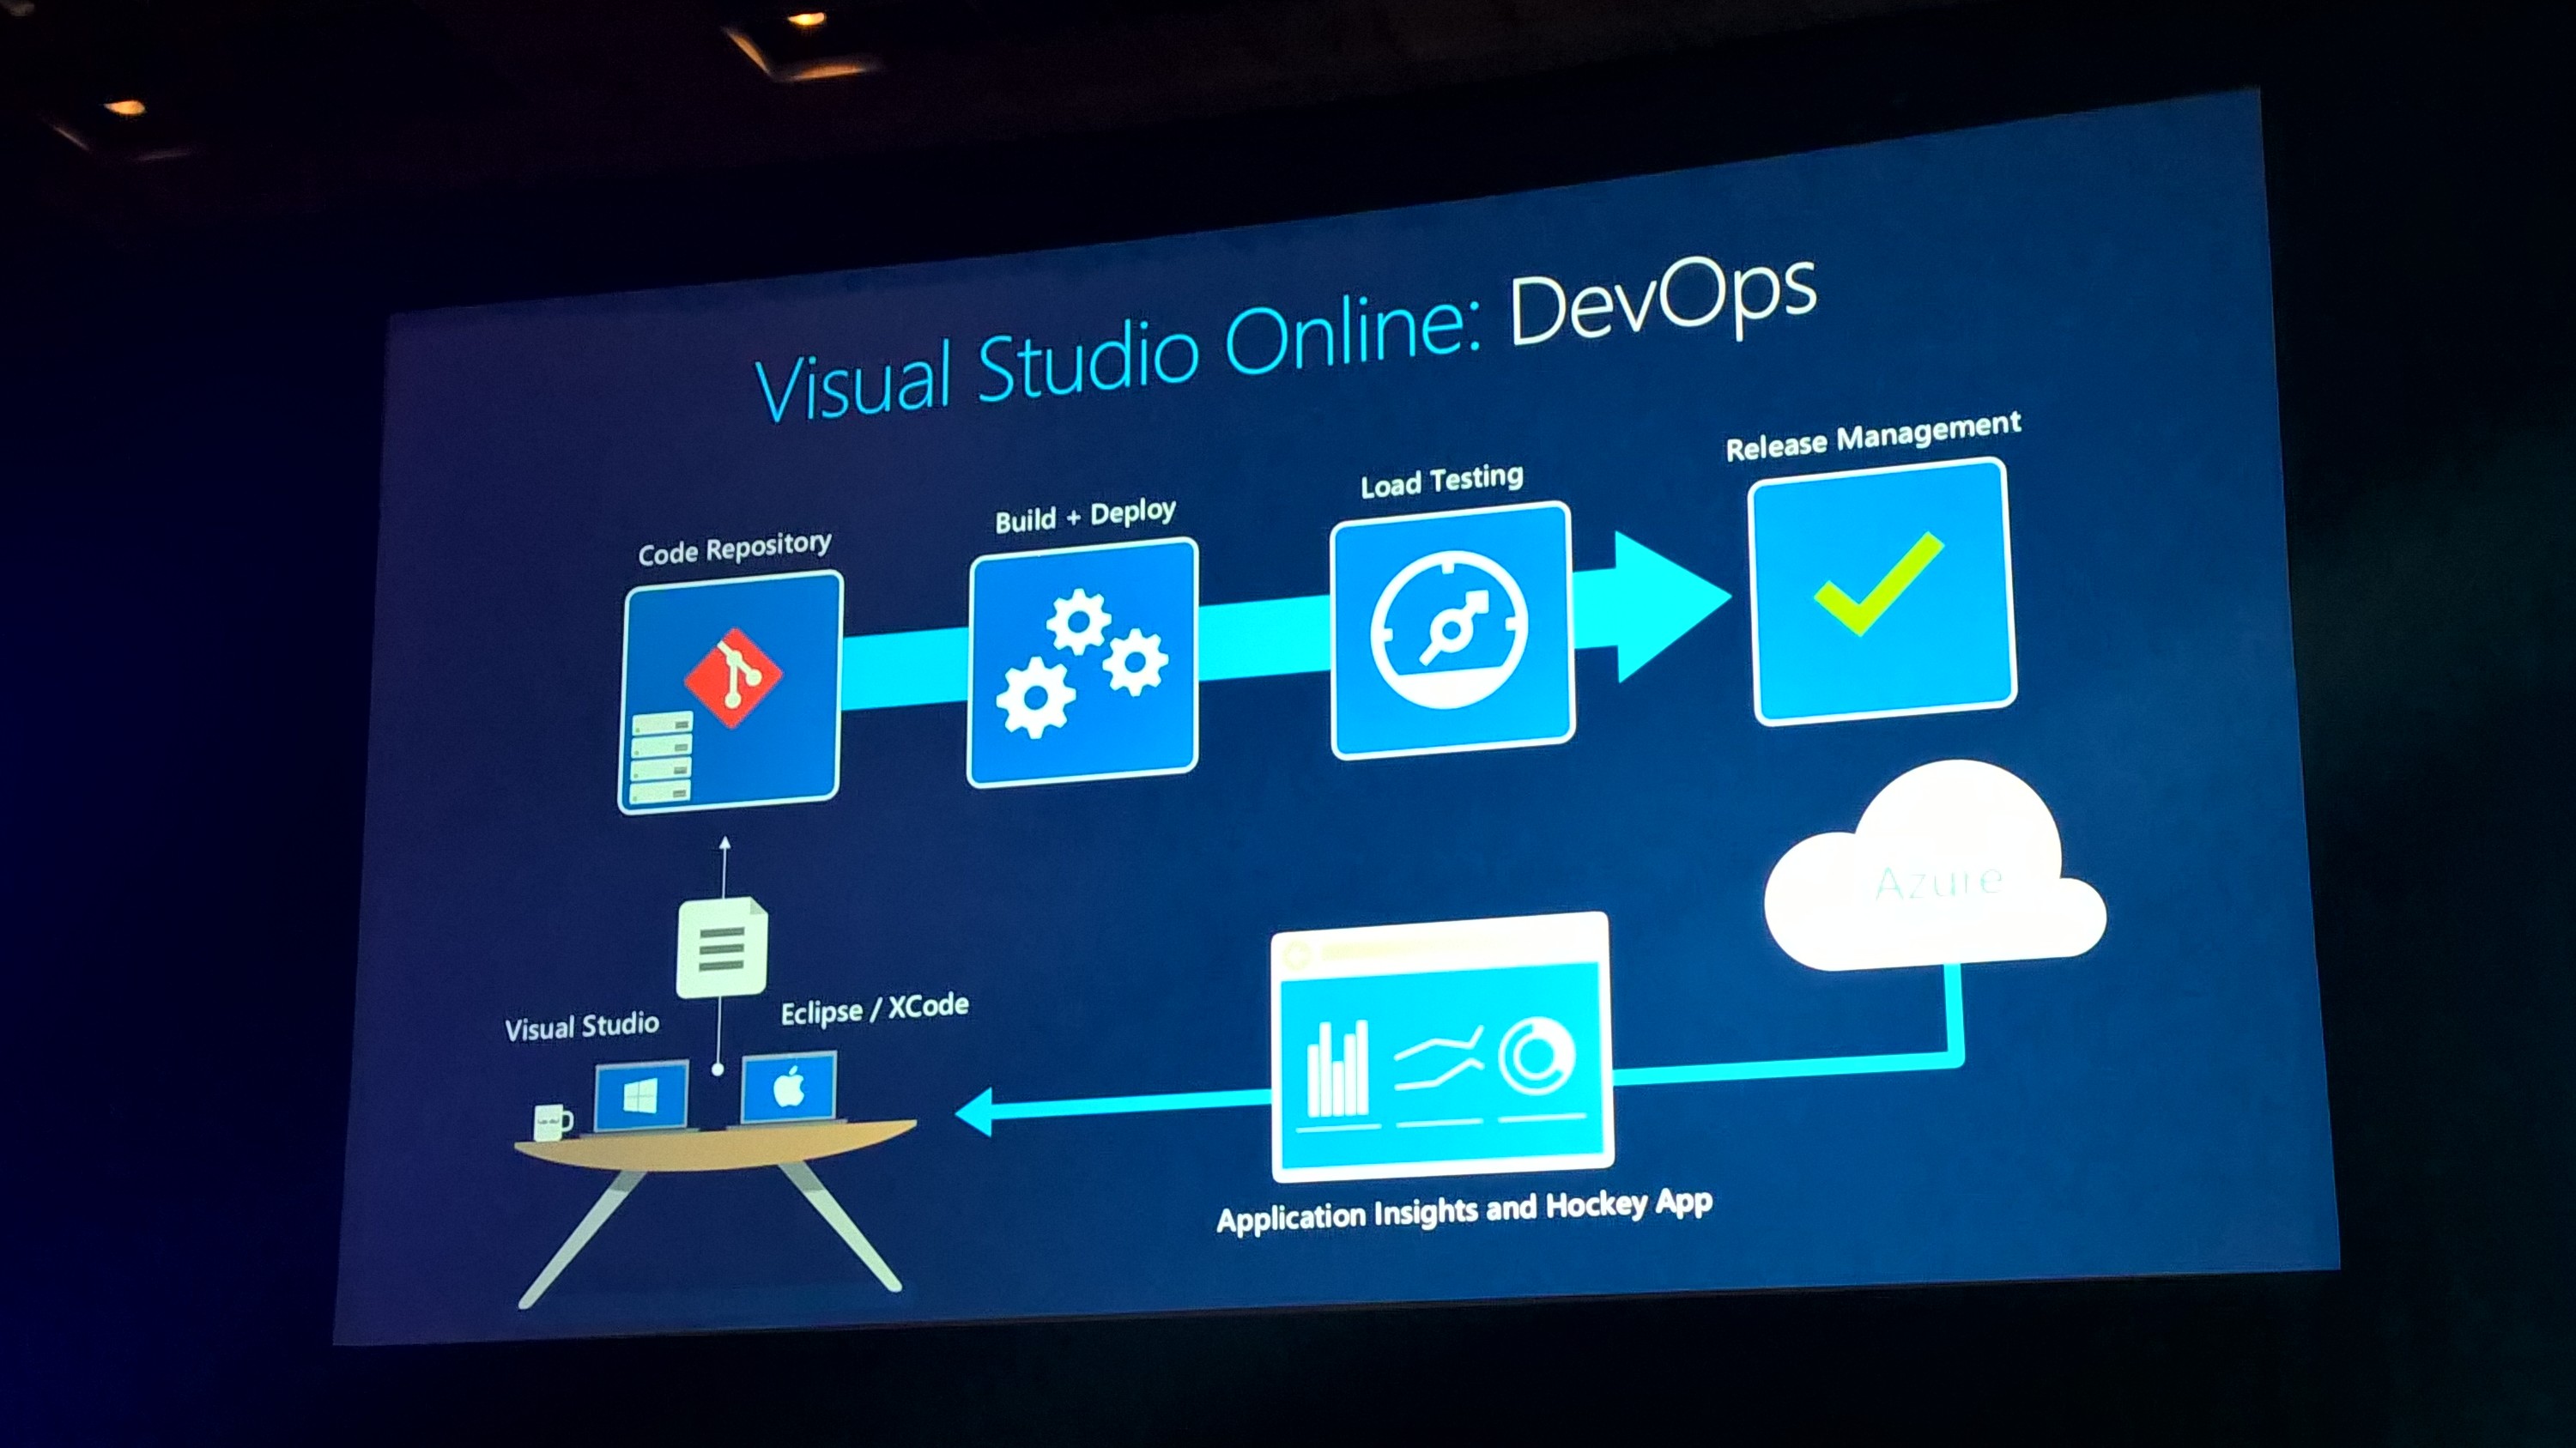 Visual Studio Online: DevOps
Code Repository
Build + Deploy
Load Testing
Release Management
Azure
Visual Studio
Eclipse / XCode
Application Insights and Hockey App